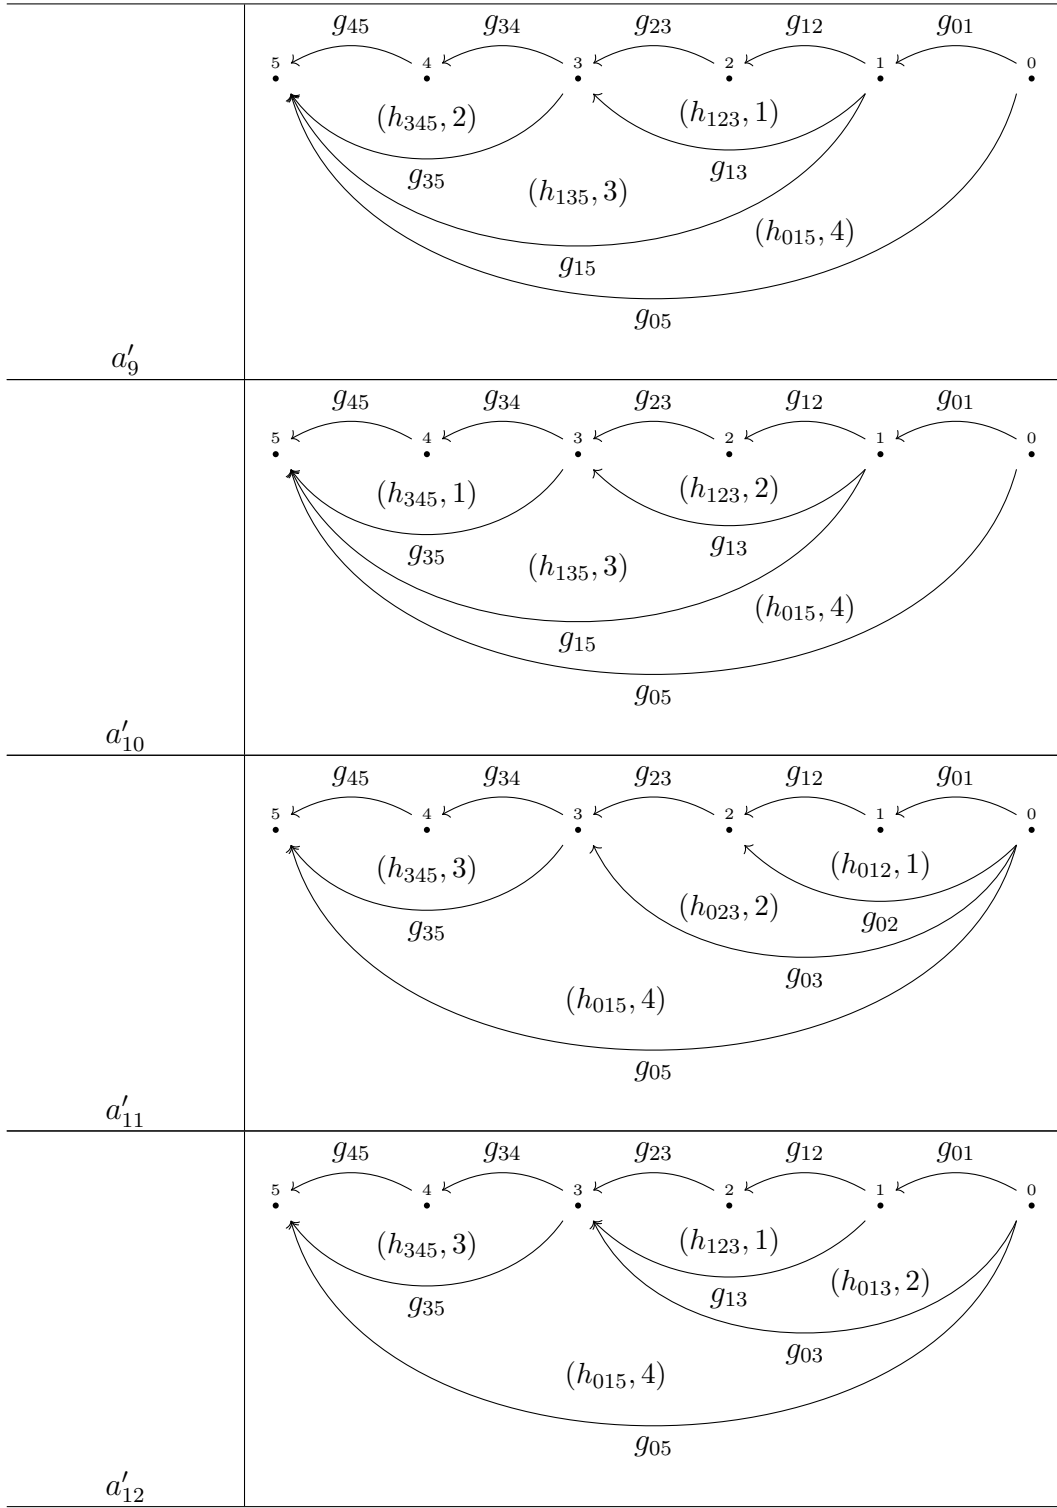 g₄₅ g₃₄ g₂₃ g₁₂ g₀₁
5 4 3 2 1 0
(h₃₄₅, 2) (h₁₂₃, 1)
g₃₅ g₁₃
(h₁₃₅, 3)
(h₀₁₅, 4)
g₁₅
g₀₅
a′₉
g₄₅ g₃₄ g₂₃ g₁₂ g₀₁
5 4 3 2 1 0
(h₃₄₅, 1) (h₁₂₃, 2)
g₃₅ g₁₃
(h₁₃₅, 3)
(h₀₁₅, 4)
g₁₅
g₀₅
a′₁₀
g₄₅ g₃₄ g₂₃ g₁₂ g₀₁
5 4 3 2 1 0
(h₃₄₅, 3) (h₀₁₂, 1)
(h₀₂₃, 2)
g₃₅ g₀₂
g₀₃
(h₀₁₅, 4)
g₀₅
a′₁₁
g₄₅ g₃₄ g₂₃ g₁₂ g₀₁
5 4 3 2 1 0
(h₃₄₅, 3) (h₁₂₃, 1)
(h₀₁₃, 2)
g₃₅ g₁₃
g₀₃
(h₀₁₅, 4)
g₀₅
a′₁₂